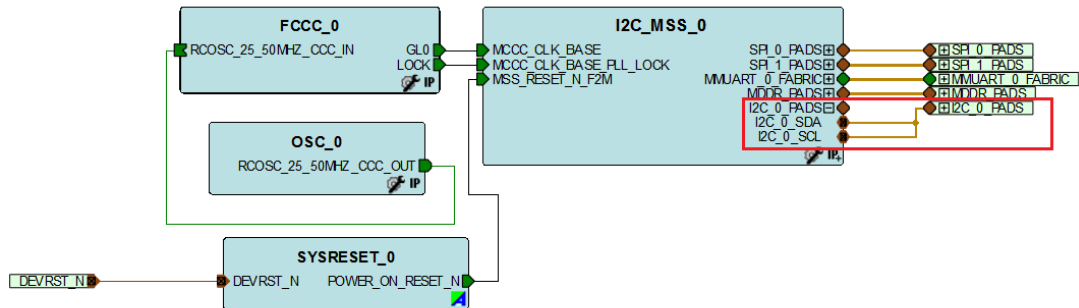 FCCC_0
RCOSC_25_50MHZ_CCC_IN
GL0
LOCK
IP
I2C_MSS_0
MCCC_CLK_BASE
MCCC_CLK_BASE_PLL_LOCK
MSS_RESET_N_F2M
SPI_0_PADS
SPI_1_PADS
MMUART_0_FABRIC
MDDR_PADS
I2C_0_PADS
I2C_0_SDA
I2C_0_SCL
IP
SPI_0_PADS
SPI_1_PADS
MMUART_0_FABRIC
MDDR_PADS
I2C_0_PADS
OSC_0
RCOSC_25_50MHZ_CCC_OUT
IP
SYSRESET_0
DEVRST_N
DEVRST_N
POWER_ON_RESET_N
A